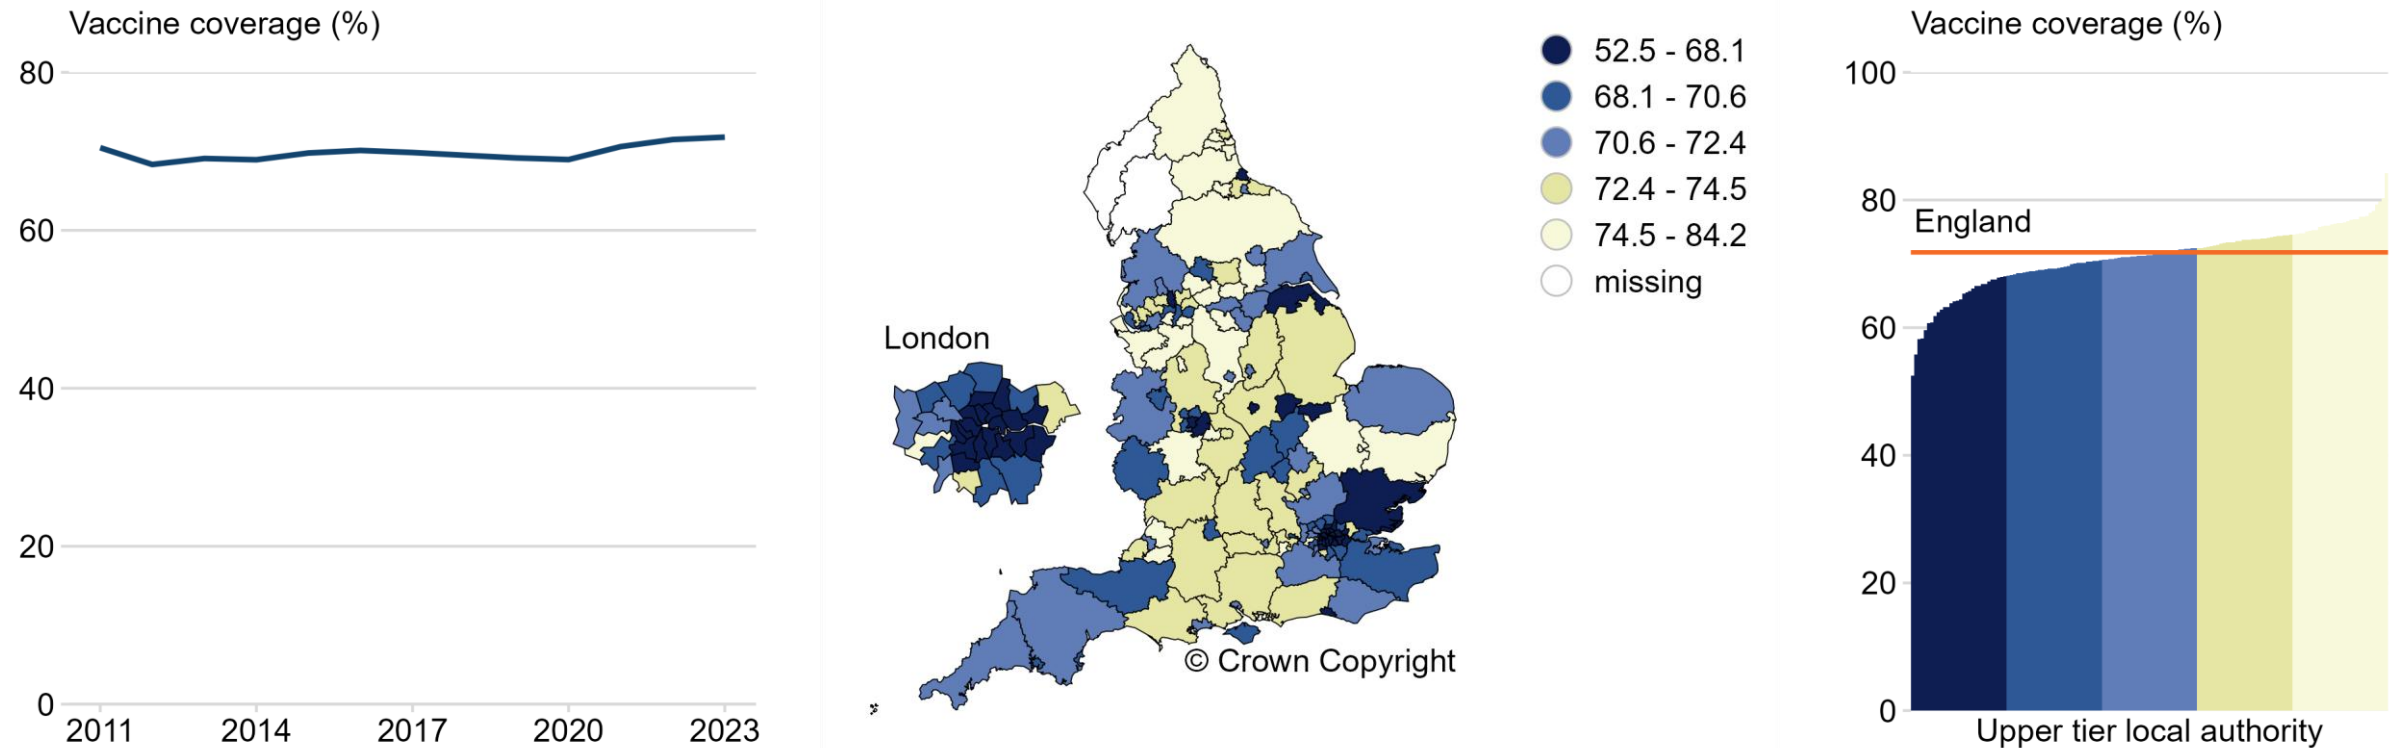 Vaccine coverage (%)
80
60
40
20
0
2011 2014 2017 2020 2023
London
© Crown Copyright
52.5 - 68.1
68.1 - 70.6
70.6 - 72.4
72.4 - 74.5
74.5 - 84.2
missing
Vaccine coverage (%)
100
80
England
60
40
20
0
Upper tier local authority